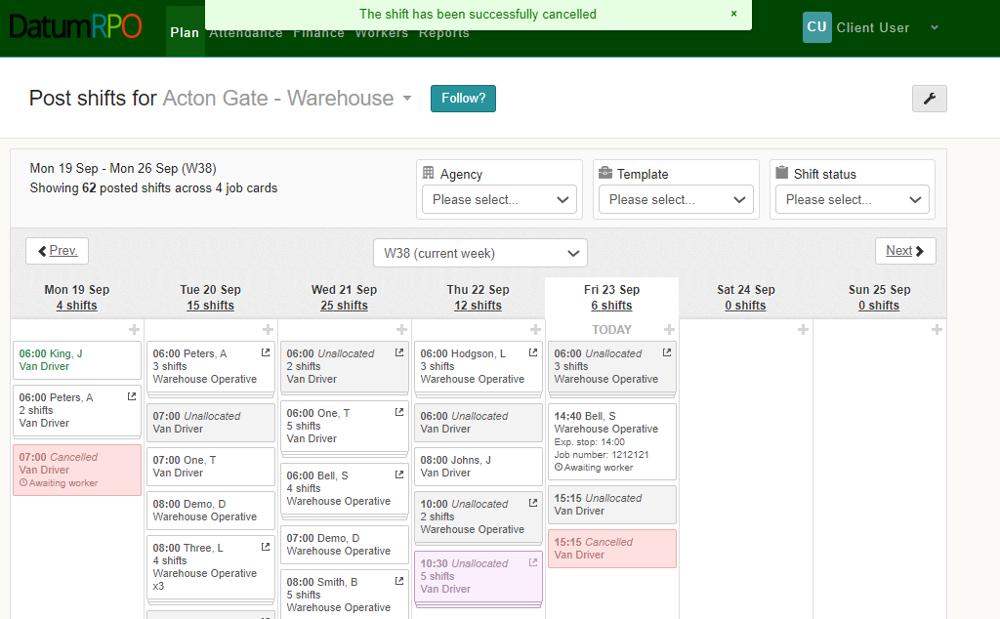 DatumRPO
The shift has been successfully cancelled ×
Plan Attendance Finance Workers Reports
CU Client User
Post shifts for Acton Gate - Warehouse
Follow?
Mon 19 Sep - Mon 26 Sep (W38)
Showing 62 posted shifts across 4 job cards
Agency
Please select...
Template
Please select...
Shift status
Please select...
Prev.
W38 (current week)
Next
Mon 19 Sep
4 shifts
Tue 20 Sep
15 shifts
Wed 21 Sep
25 shifts
Thu 22 Sep
12 shifts
Fri 23 Sep
6 shifts
Sat 24 Sep
0 shifts
Sun 25 Sep
0 shifts
TODAY
06:00 King, J
Van Driver
06:00 Peters, A
2 shifts
Van Driver
07:00 Cancelled
Van Driver
Awaiting worker
06:00 Peters, A
3 shifts
Warehouse Operative
07:00 Unallocated
Van Driver
07:00 One, T
Van Driver
08:00 Demo, D
Warehouse Operative
08:00 Three, L
4 shifts
Warehouse Operative
x3
06:00 Unallocated
2 shifts
Van Driver
06:00 One, T
5 shifts
Van Driver
06:00 Bell, S
4 shifts
Warehouse Operative
07:00 Demo, D
Warehouse Operative
08:00 Smith, B
5 shifts
Warehouse Operative
06:00 Hodgson, L
3 shifts
Warehouse Operative
06:00 Unallocated
Van Driver
08:00 Johns, J
Van Driver
10:00 Unallocated
2 shifts
Warehouse Operative
10:30 Unallocated
5 shifts
Van Driver
06:00 Unallocated
3 shifts
Warehouse Operative
14:40 Bell, S
Warehouse Operative
Exp. stop: 14:00
Job number: 1212121
Awaiting worker
15:15 Unallocated
Van Driver
15:15 Cancelled
Van Driver